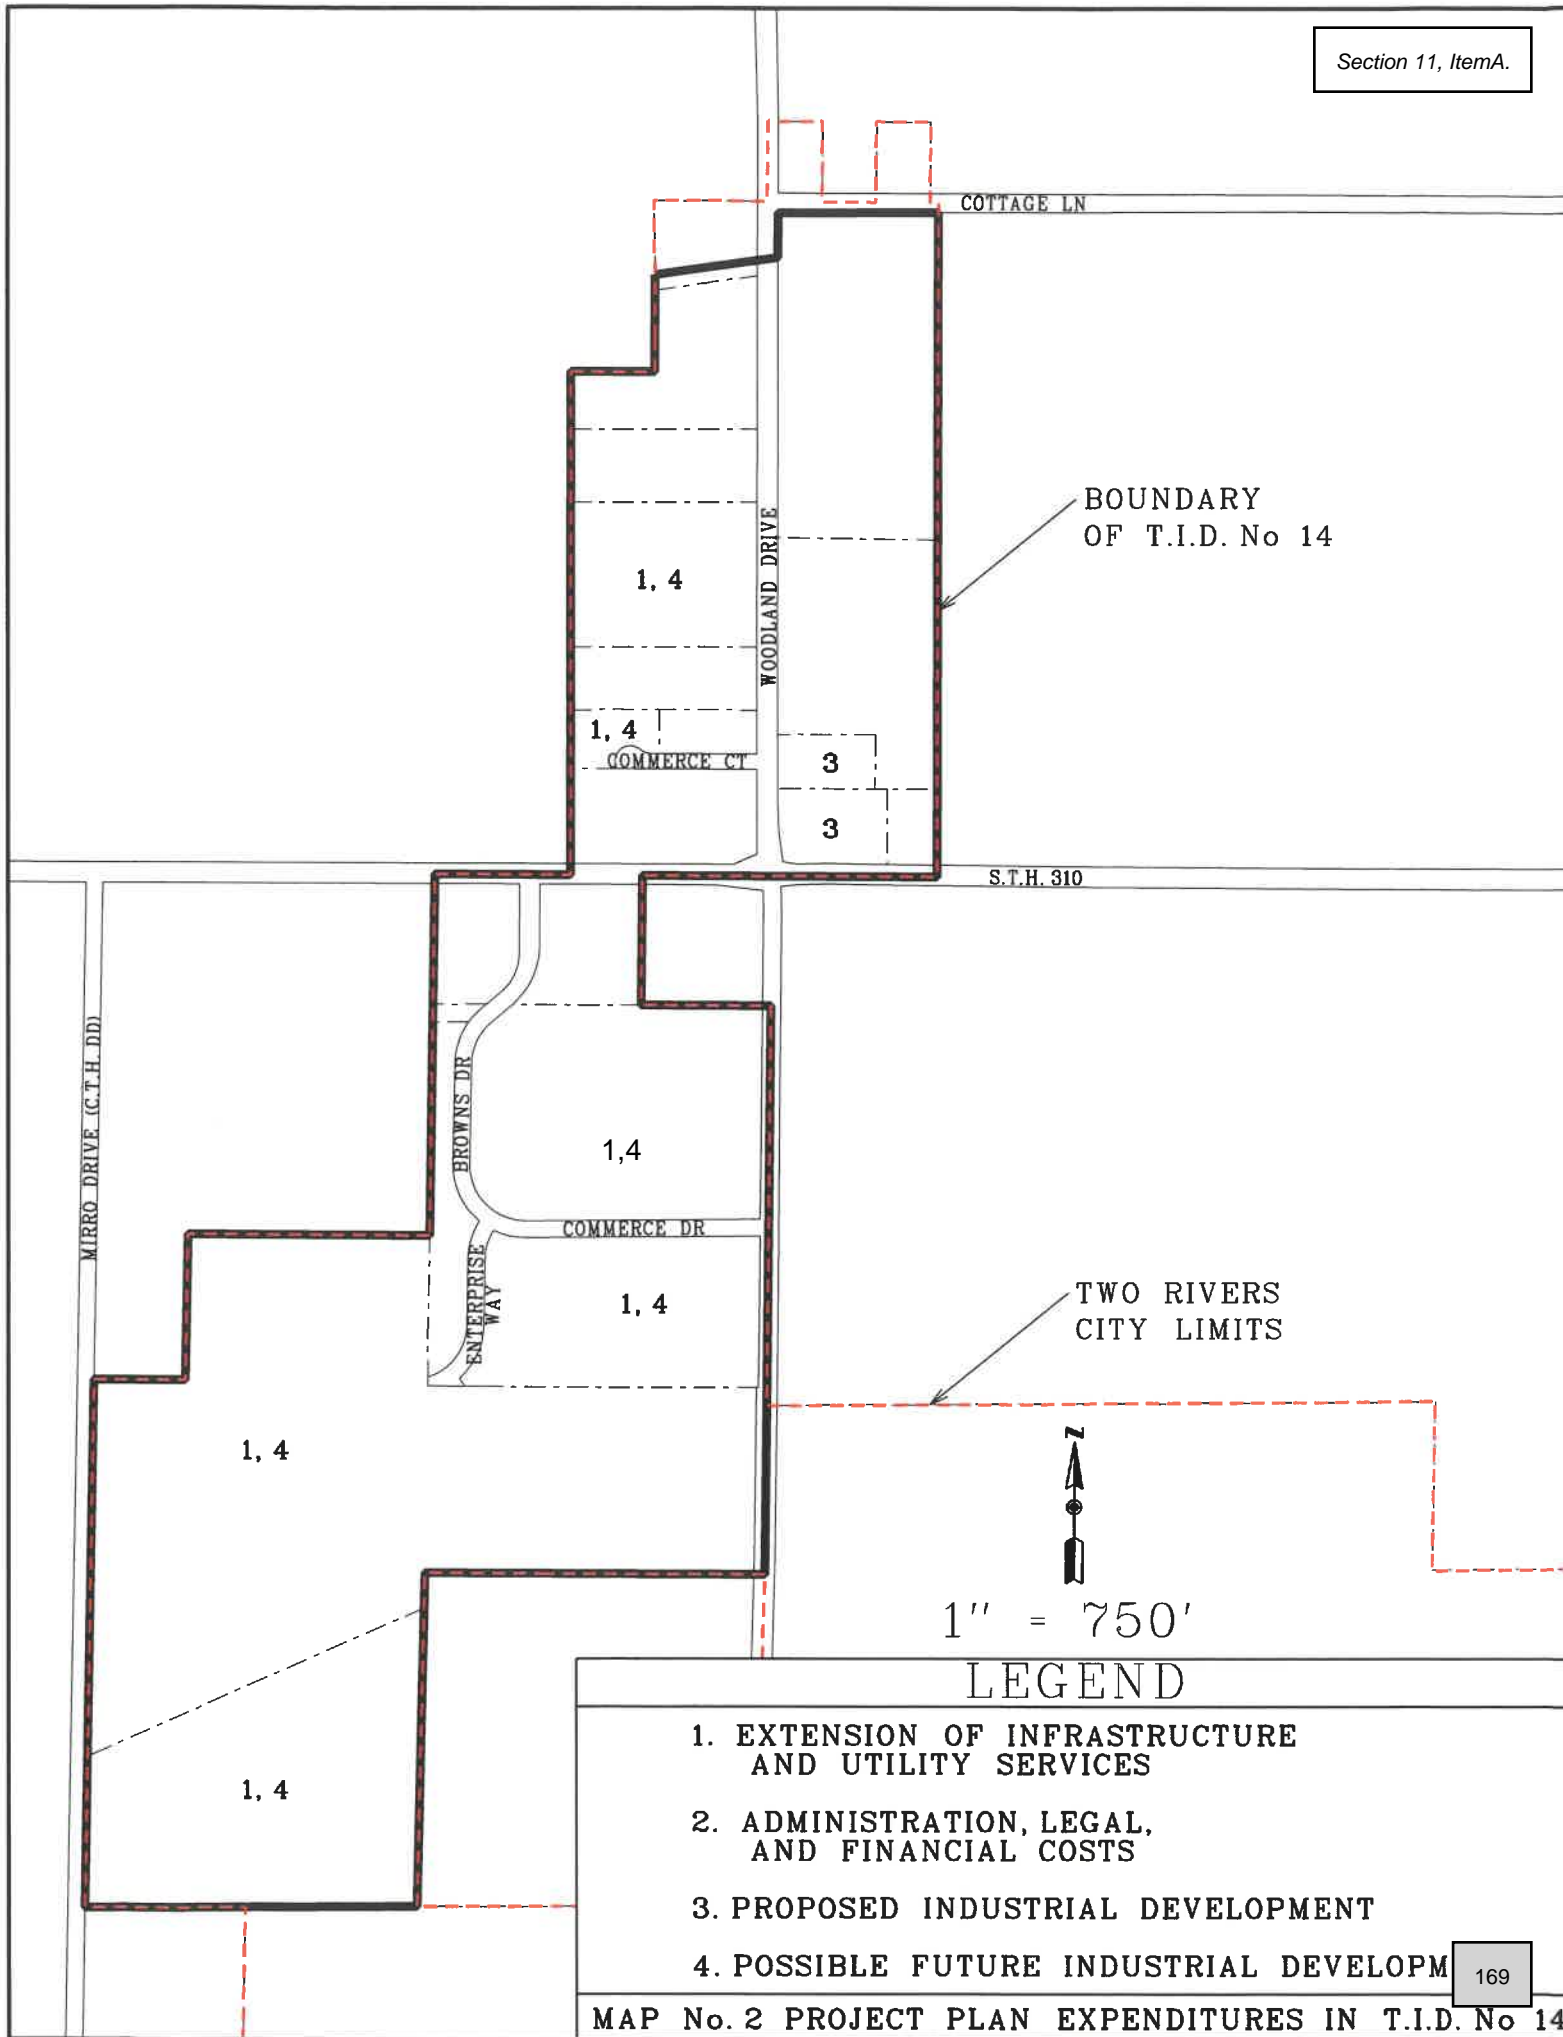 Section 11, ItemA.
COTTAGE LN
BOUNDARY
OF T.I.D. No 14
WOODLAND DRIVE
1, 4
1, 4
COMMERCE CT
3
3
S.T.H. 310
MIRRO DRIVE (C.T.H. DD)
BROWNS DR
1,4
COMMERCE DR
ENTERPRISE
WAY
1, 4
TWO RIVERS
CITY LIMITS
1, 4
N
1" = 750'
1, 4
LEGEND
1. EXTENSION OF INFRASTRUCTURE
AND UTILITY SERVICES
2. ADMINISTRATION, LEGAL,
AND FINANCIAL COSTS
3. PROPOSED INDUSTRIAL DEVELOPMENT
4. POSSIBLE FUTURE INDUSTRIAL DEVELOPM
169
MAP No. 2 PROJECT PLAN EXPENDITURES IN T.I.D. No 14